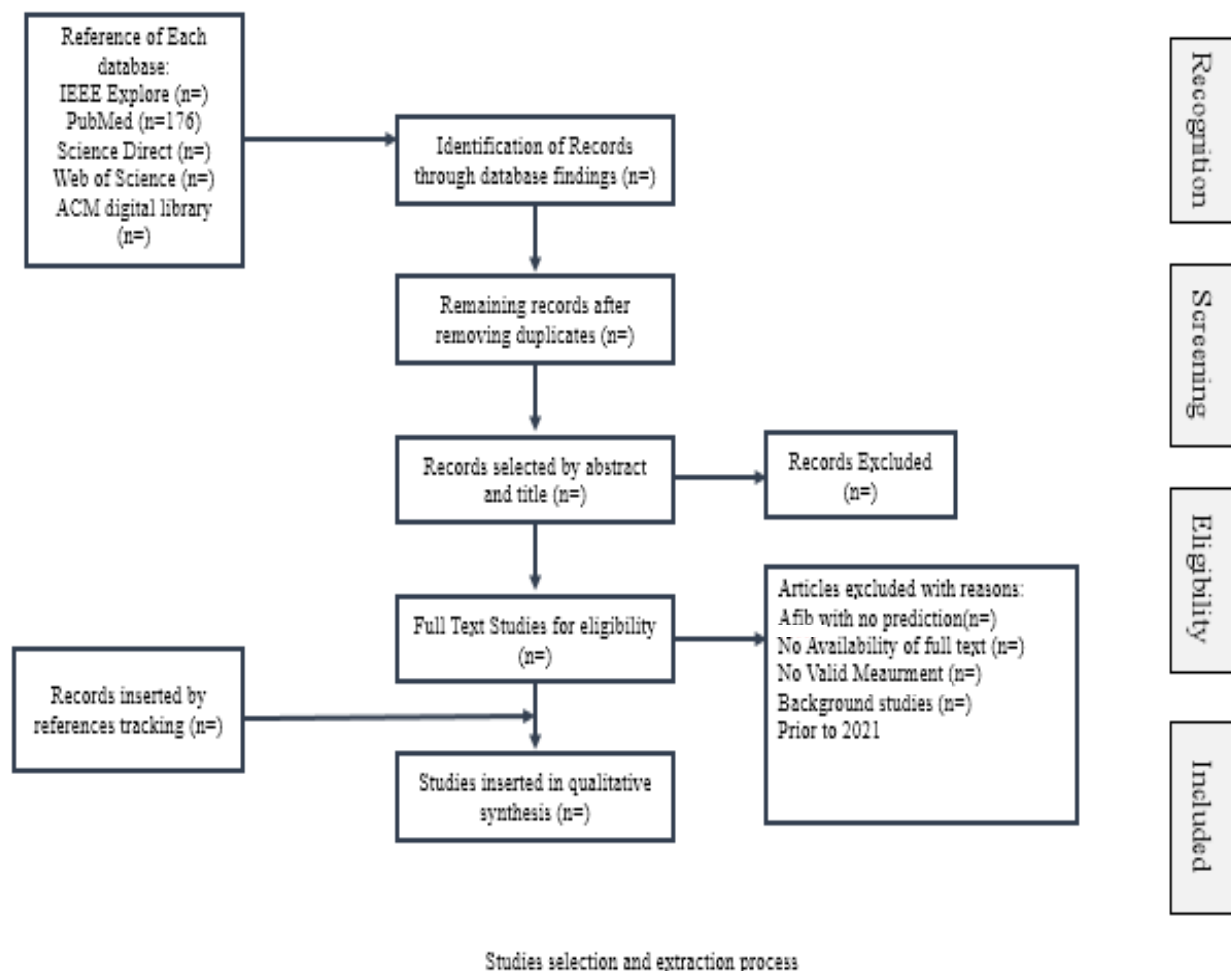 Reference of Each
database:
IEEE Explore (n=)
PubMed (n=176)
Science Direct (n=)
Web of Science (n=)
ACM digital library
(n=)
Identification of Records
through database findings (n=)
Remaining records after
removing duplicates (n=)
Records selected by abstract
and title (n=)
Records Excluded
(n=)
Full Text Studies for eligibility
(n=)
Articles excluded with reasons:
Afib with no prediction(n=)
No Availability of full text (n=)
No Valid Meaurment (n=)
Background studies (n=)
Prior to 2021
Records inserted by
references tracking (n=)
Studies inserted in qualitative
synthesis (n=)
Recognition
Screening
Eligibility
Included
Studies selection and extraction process